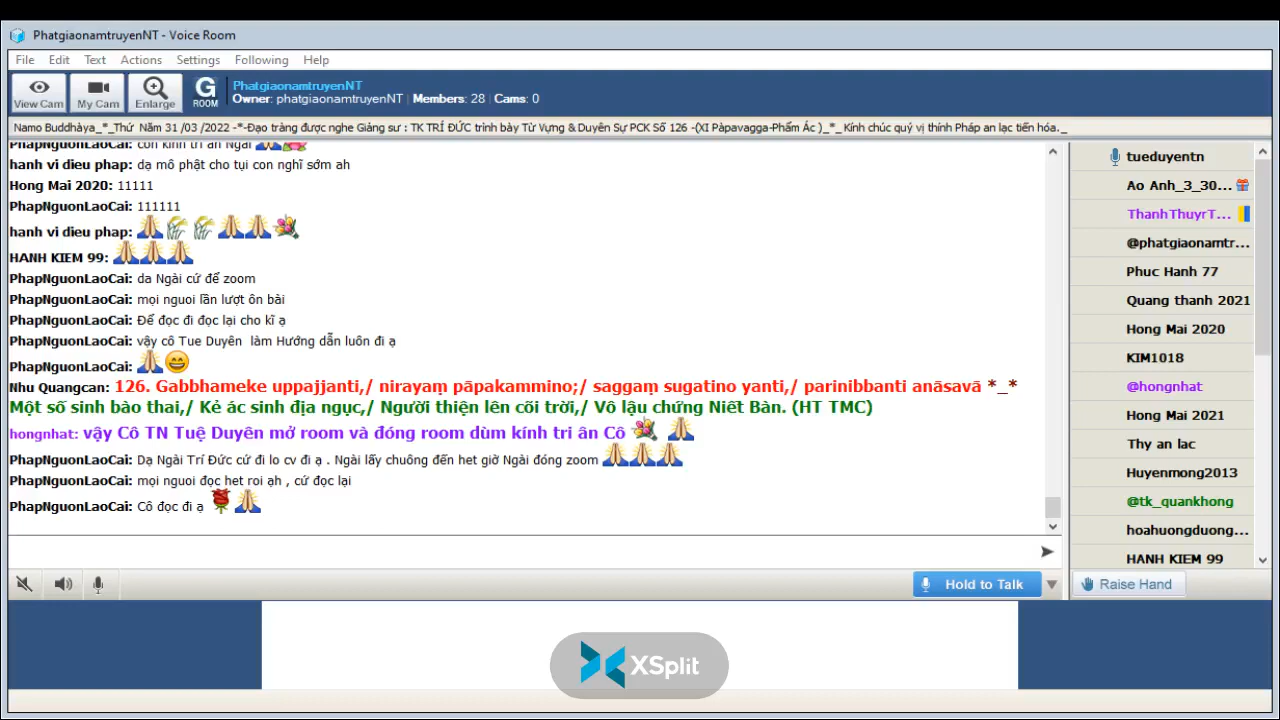 PhatgiaonamtruyenNT - Voice Room
File Edit Text Actions Settings Following Help
View Cam My Cam Enlarge G ROOM
PhatgiaonamtruyenNT
Owner: phatgiaonamtruyenNT | Members: 28 | Cams: 0
Namo Buddhàya_*_Thứ Năm 31 /03 /2022 -*-Đạo tràng được nghe Giảng sư : TK TRÍ ĐỨC trình bày Từ Vựng & Duyên Sự PCK Số 126 -(XI Pàpavagga-Phẩm Ác )_*_ Kính chúc quý vị thính Pháp an lạc tiến hóa._
PhapNguonLaoCai: con kính tri ân Ngài
hanh vi dieu phap: dạ mô phật cho tụi con nghĩ sớm ah
Hong Mai 2020: 11111
PhapNguonLaoCai: 111111
hanh vi dieu phap:
HANH KIEM 99:
PhapNguonLaoCai: da Ngài cứ để zoom
PhapNguonLaoCai: mọi nguoi lần lượt ôn bài
PhapNguonLaoCai: Để đọc đi đọc lại cho kĩ ạ
PhapNguonLaoCai: vậy cô Tue Duyên làm Hướng dẫn luôn đi ạ
PhapNguonLaoCai:
Nhu Quangcan: 126. Gabbhameke uppajjanti,/ nirayaṃ pāpakammino;/ saggaṃ sugatino yanti,/ parinibbanti anāsavā *_*
Một số sinh bào thai,/ Kẻ ác sinh địa ngục,/ Người thiện lên cõi trời,/ Vô lậu chứng Niết Bàn. (HT TMC)
hongnhat: vậy Cô TN Tuệ Duyên mở room và đóng room dùm kính tri ân Cô
PhapNguonLaoCai: Dạ Ngài Trí Đức cứ đi lo cv đi ạ . Ngài lấy chuông đến het giờ Ngài đóng zoom
PhapNguonLaoCai: mọi nguoi đọc het roi ạh , cứ đọc lại
PhapNguonLaoCai: Cô đọc đi ạ
Hold to Talk
tueduyentn
Ao Anh_3_30...
ThanhThuyrT...
@phatgiaonamtr...
Phuc Hanh 77
Quang thanh 2021
Hong Mai 2020
KIM1018
@hongnhat
Hong Mai 2021
Thy an lac
Huyenmong2013
@tk_quankhong
hoahuongduong...
HANH KIEM 99
Raise Hand
XSplit